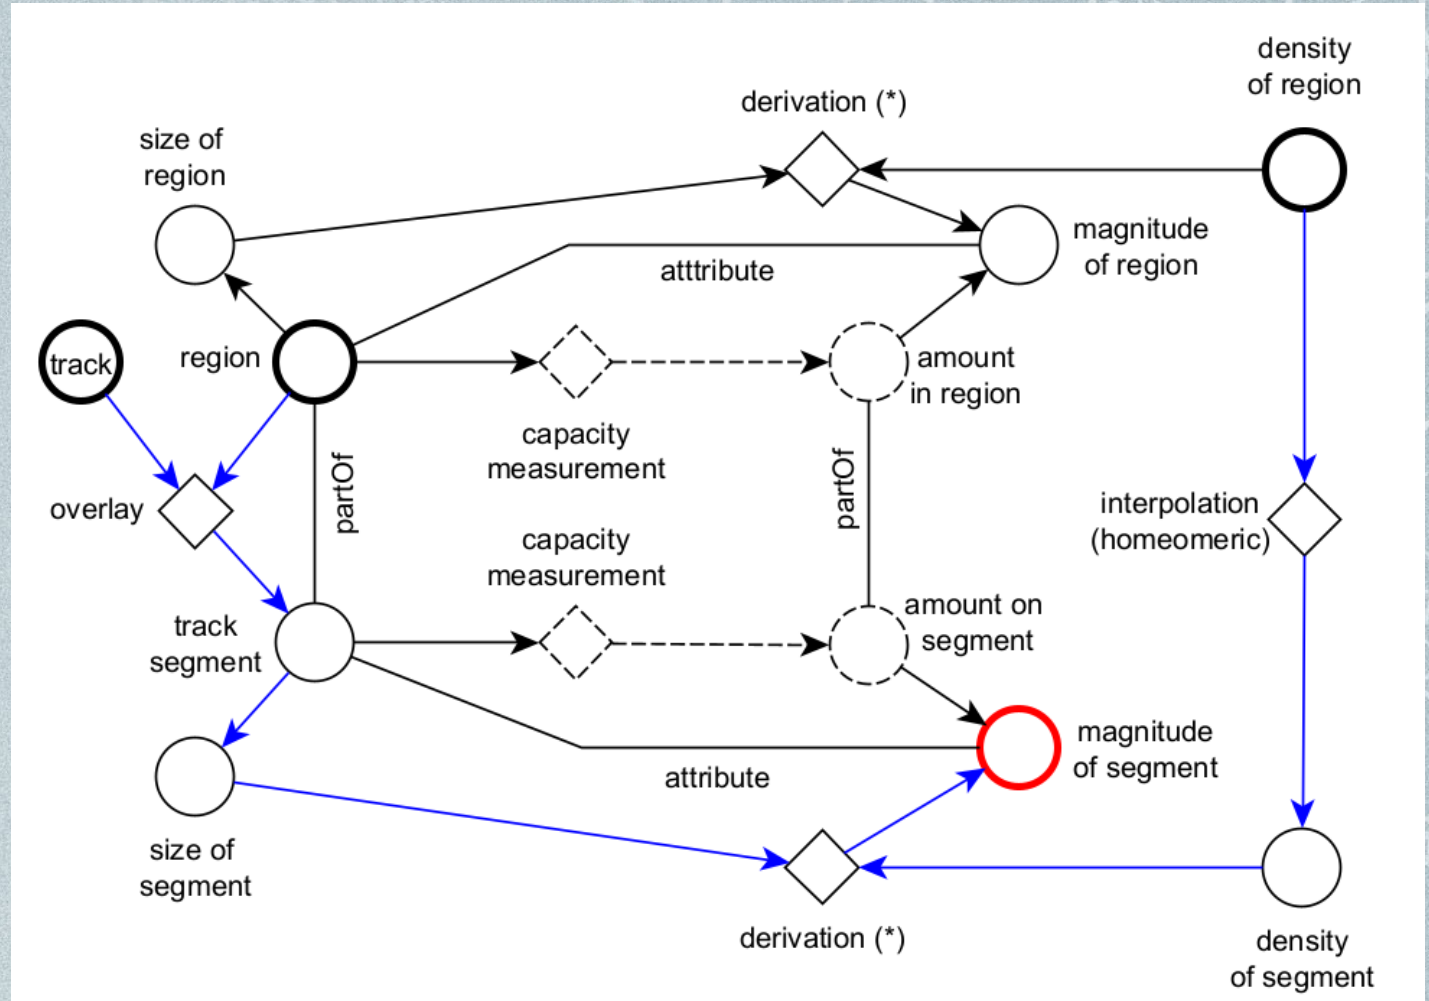 density
of region
derivation (*)
size of
region
magnitude
of region
atttribute
track
region
amount
in region
capacity
measurement
partOf
partOf
overlay
interpolation
(homeomeric)
capacity
measurement
track
segment
amount on
segment
magnitude
of segment
attribute
size of
segment
derivation (*)
density
of segment